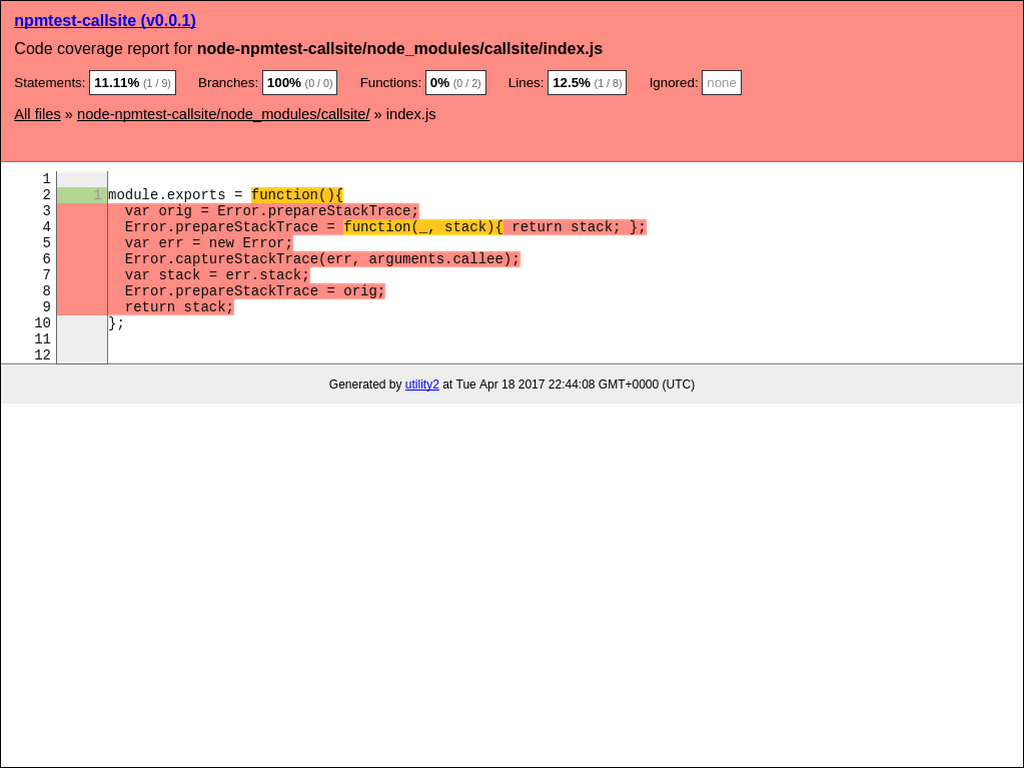 npmtest-callsite (v0.0.1)
Code coverage report for node-npmtest-callsite/node_modules/callsite/index.js
Statements: 11.11% (1 / 9) Branches: 100% (0 / 0) Functions: 0% (0 / 2) Lines: 12.5% (1 / 8) Ignored: none
All files » node-npmtest-callsite/node_modules/callsite/ » index.js
1
2 1 module.exports = function(){
3   var orig = Error.prepareStackTrace;
4   Error.prepareStackTrace = function(_, stack){ return stack; };
5   var err = new Error;
6   Error.captureStackTrace(err, arguments.callee);
7   var stack = err.stack;
8   Error.prepareStackTrace = orig;
9   return stack;
10 };
11
12
Generated by utility2 at Tue Apr 18 2017 22:44:08 GMT+0000 (UTC)